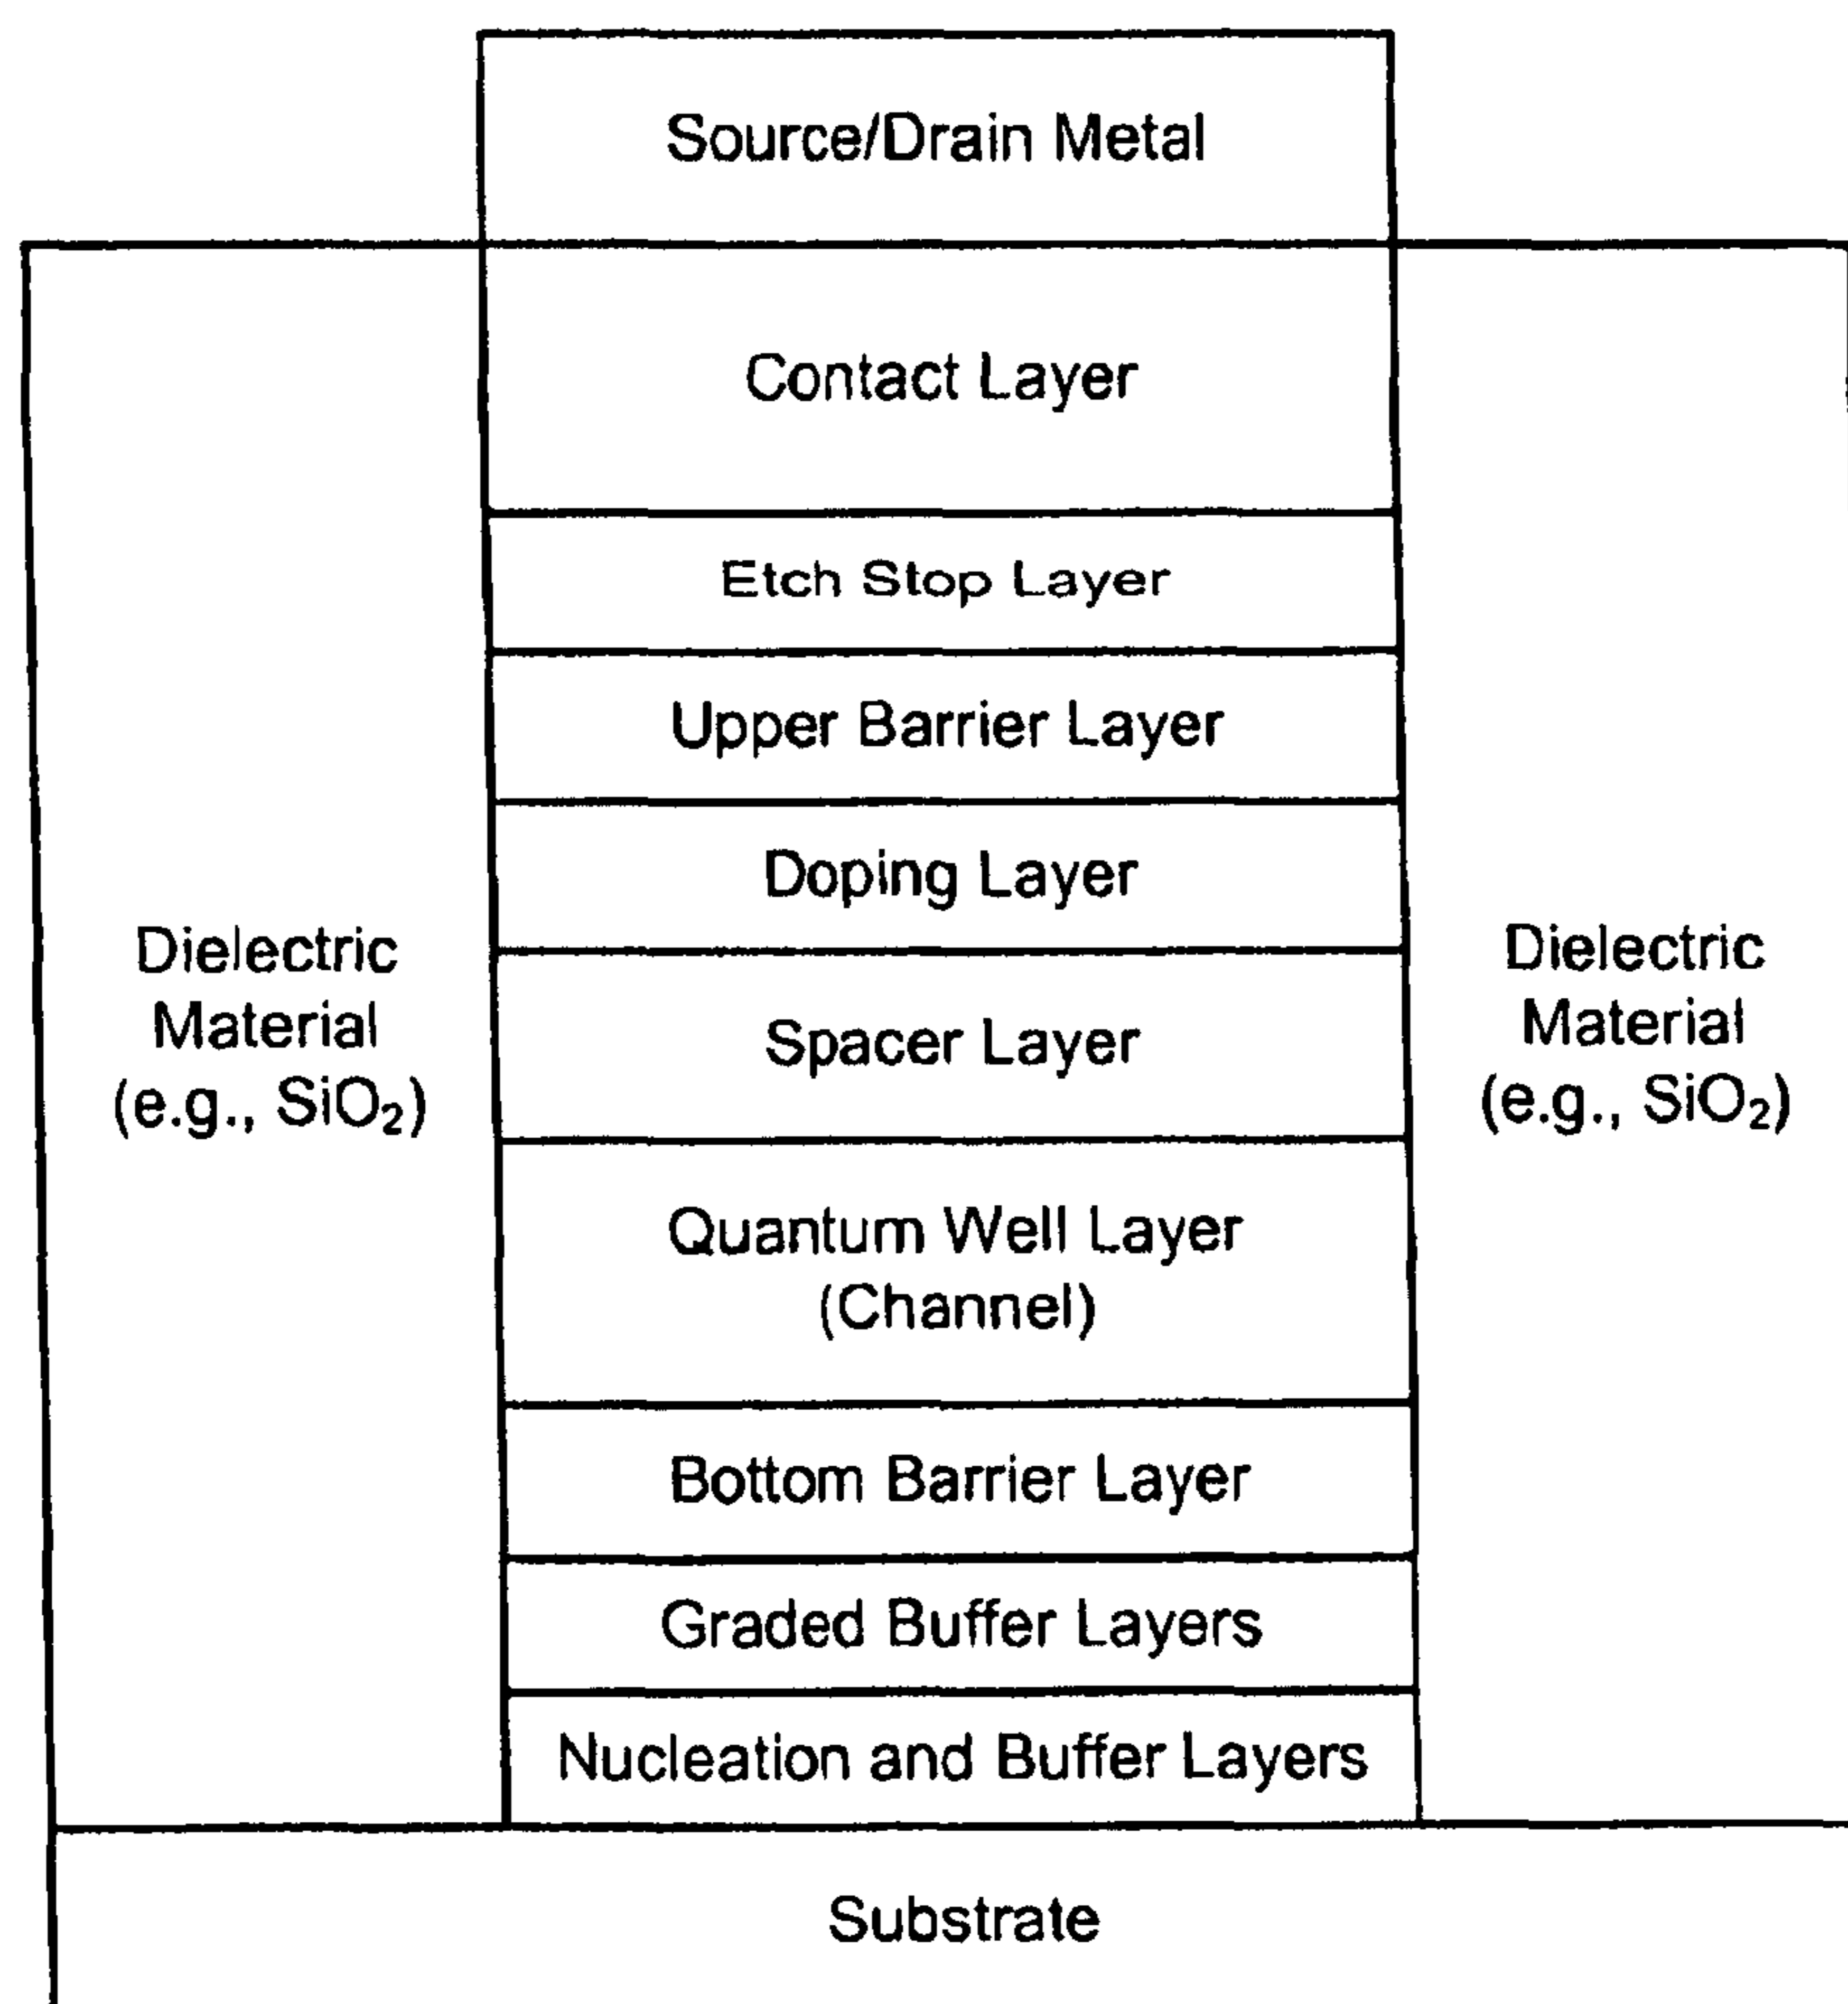 Source/Drain Metal
Contact Layer
Etch Stop Layer
Upper Barrier Layer
Doping Layer
Dielectric
Material
(e.g., SiO₂)
Spacer Layer
Dielectric
Material
(e.g., SiO₂)
Quantum Well Layer
(Channel)
Bottom Barrier Layer
Graded Buffer Layers
Nucleation and Buffer Layers
Substrate